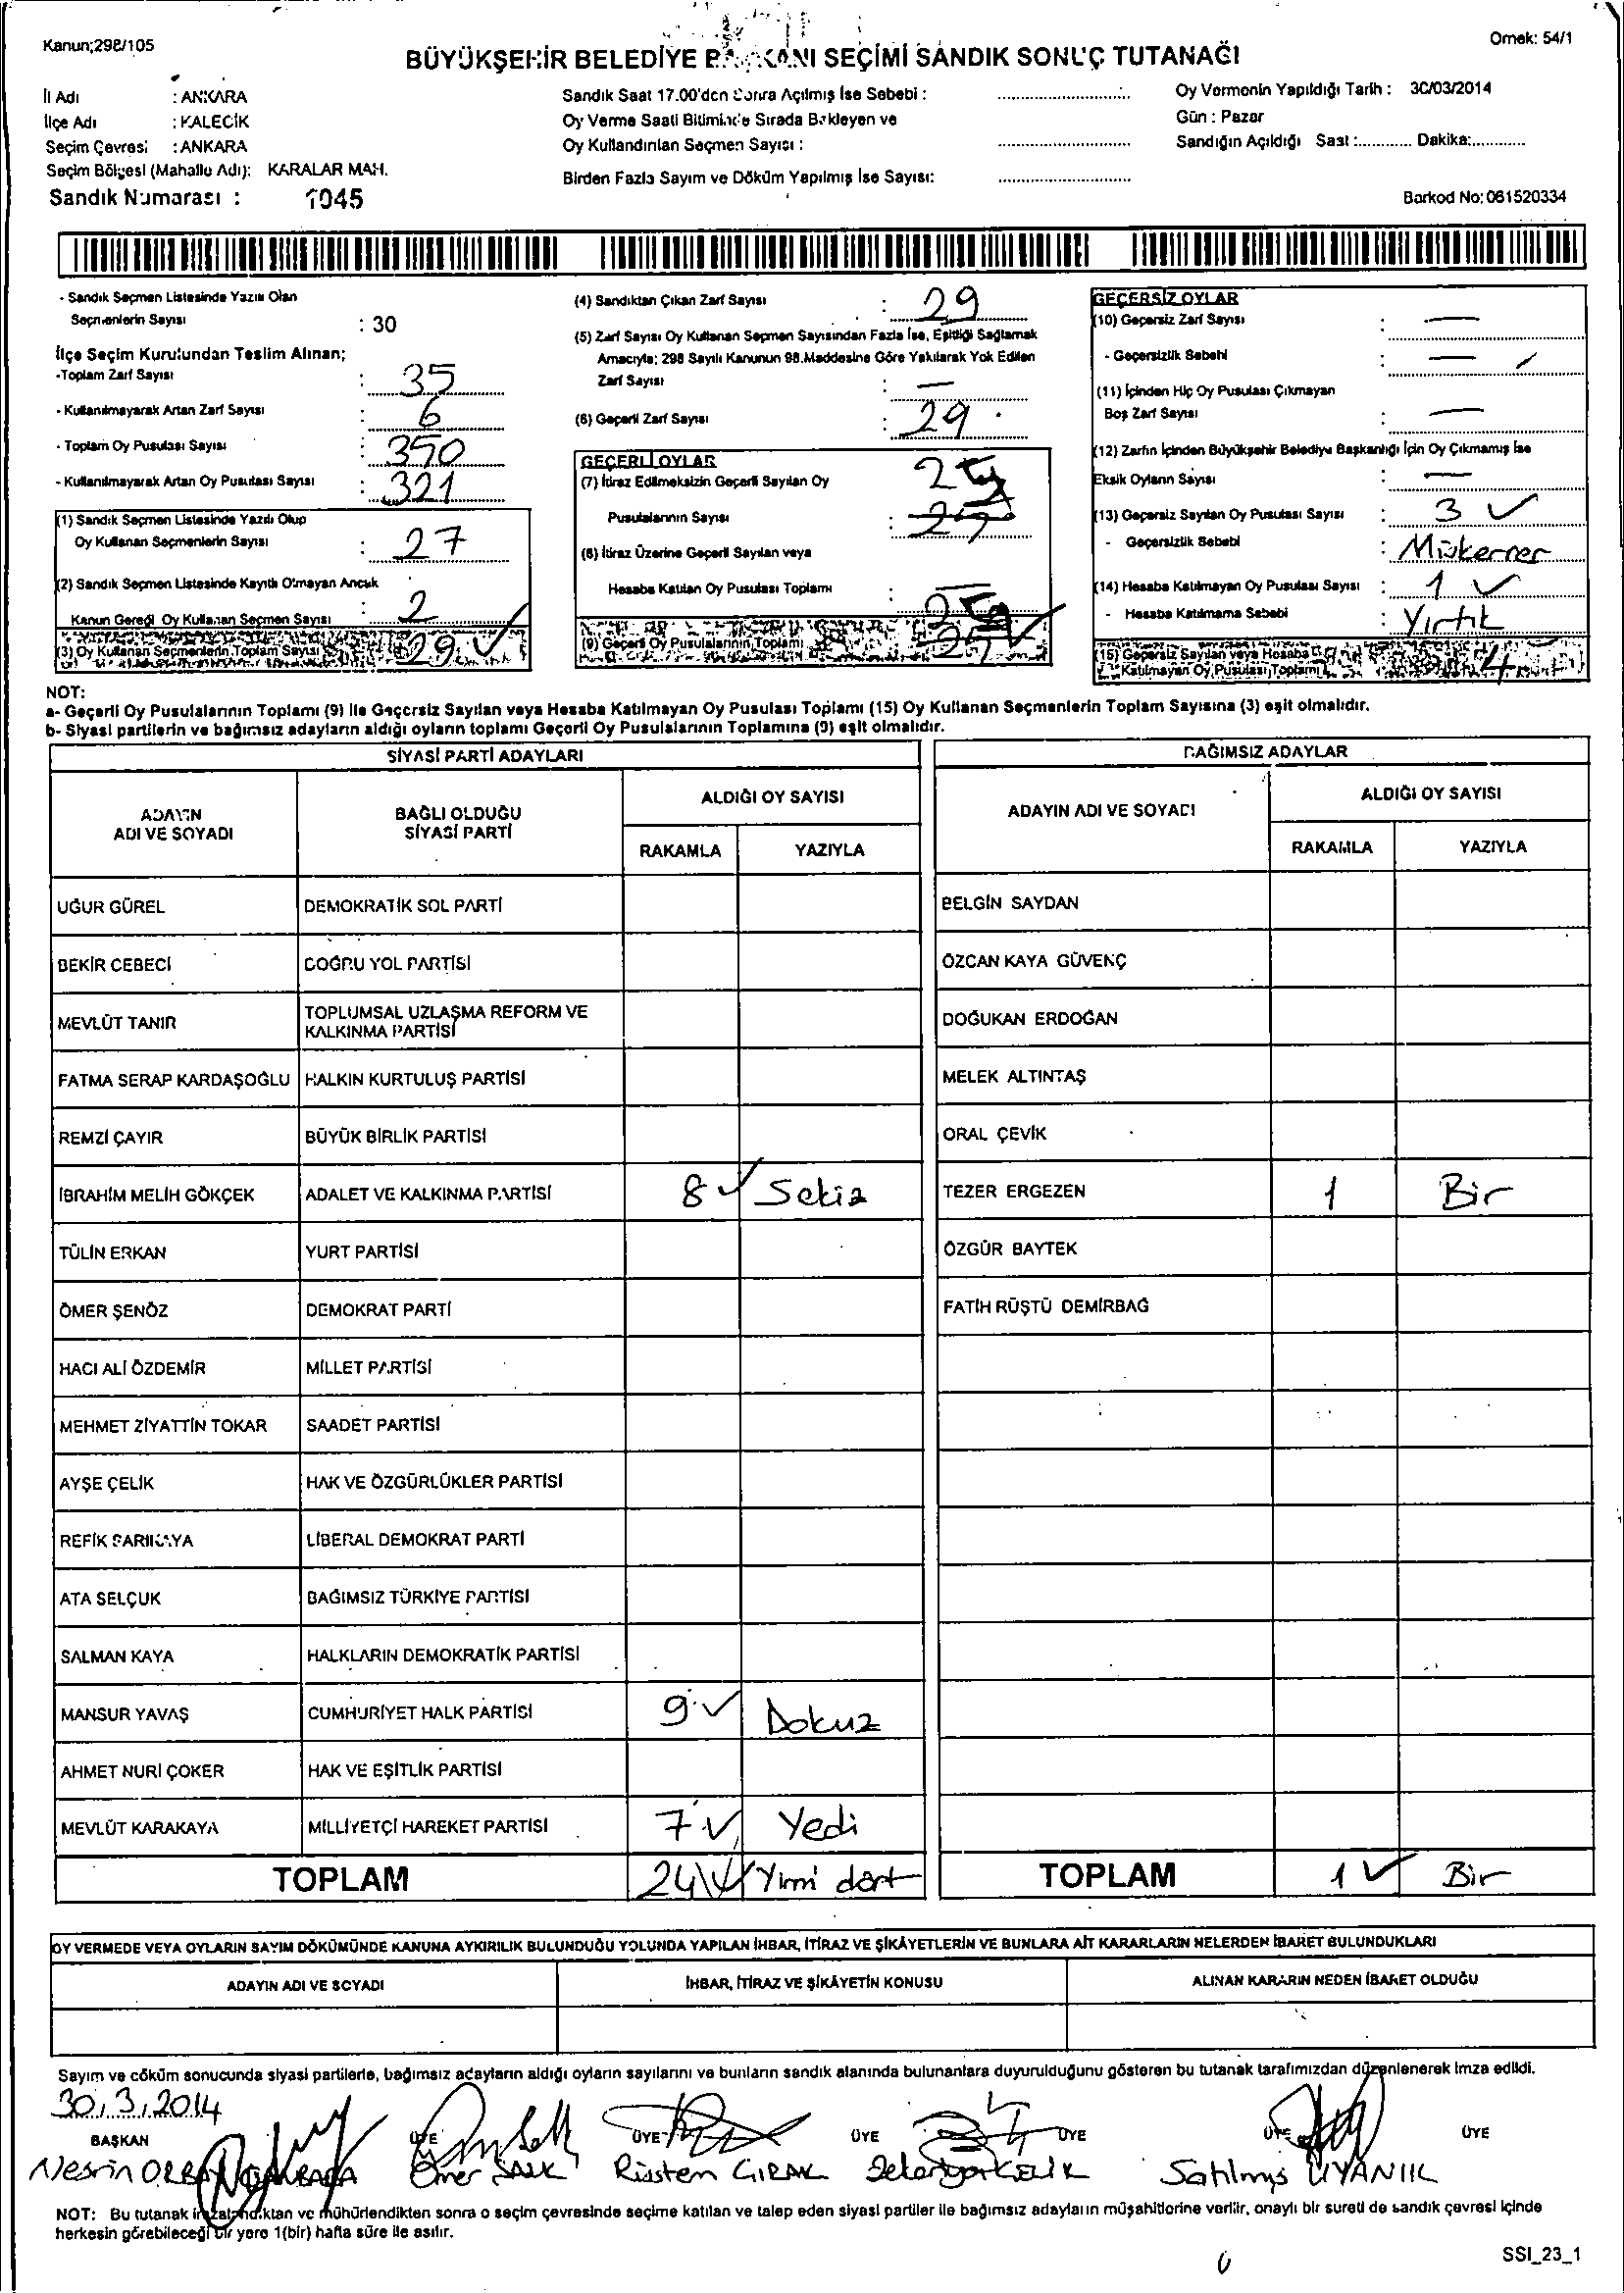 Kanun;298/105
Örnek: 54/1
BÜYÜKŞEHİR BELEDİYE BAŞKANI SEÇİMİ SANDIK SONUÇ TUTANAĞI
İl Adı : ANKARA
İlçe Adı : KALECİK
Seçim Çevresi : ANKARA
Seçim Bölgesi (Mahalle Adı): KARALAR MAH.
Sandık Numarası : 1045
Sandık Saat 17.00'den Sonra Açılmış İse Sebebi :
Oy Verme Saati Bitiminde Sırada Bekleyen ve
Oy Kullandırılan Seçmen Sayısı :
Birden Fazla Sayım ve Döküm Yapılmış İse Sayısı:
Oy Vermenin Yapıldığı Tarih : 30/03/2014
Gün : Pazar
Sandığın Açıldığı Saat :............ Dakika:............
Barkod No: 061520334
- Sandık Seçmen Listesinde Yazılı Olan
Seçmenlerin Sayısı : 30
İlçe Seçim Kurulundan Teslim Alınan;
-Toplam Zarf Sayısı : 35
- Kullanılmayarak Artan Zarf Sayısı : 6
- Toplam Oy Pusulası Sayısı : 350
- Kullanılmayarak Artan Oy Pusulası Sayısı : 321
(1) Sandık Seçmen Listesinde Yazılı Olup
Oy Kullanan Seçmenlerin Sayısı : 27
(2) Sandık Seçmen Listesinde Kayıtlı Olmayan Ancak
Kanun Gereği Oy Kullanan Seçmen Sayısı : 2
(3) Oy Kullanan Seçmenlerin Toplam Sayısı 29
(4) Sandıktan Çıkan Zarf Sayısı : 29
(5) Zarf Sayısı Oy Kullanan Seçmen Sayısından Fazla İse, Eşitliği Sağlamak
Amacıyla; 298 Sayılı Kanunun 98.Maddesine Göre Yakılarak Yok Edilen
Zarf Sayısı : —
(6) Geçerli Zarf Sayısı : 29
GEÇERLİ OYLAR
(7) İtiraz Edilmeksizin Geçerli Sayılan Oy
Pusulalarının Sayısı :
(8) İtiraz Üzerine Geçerli Sayılan veya
Hesaba Katılan Oy Pusulası Toplamı :
(9) Geçerli Oy Pusulalarının Toplamı
GEÇERSİZ OYLAR
(10) Geçersiz Zarf Sayısı : —
- Geçersizlik Sebebi : —
(11) İçinden Hiç Oy Pusulası Çıkmayan
Boş Zarf Sayısı : —
(12) Zarfın İçinden Büyükşehir Belediye Başkanlığı İçin Oy Çıkmamış İse
Eksik Oyların Sayısı : —
(13) Geçersiz Sayılan Oy Pusulası Sayısı : 3
- Geçersizlik Sebebi : Mükerrer
(14) Hesaba Katılmayan Oy Pusulası Sayısı : 1
- Hesaba Katılmama Sebebi : Yırtık
(15) Geçersiz Sayılan veya Hesaba
Katılmayan Oy Pusulası Toplamı 4
NOT:
a- Geçerli Oy Pusulalarının Toplamı (9) ile Geçersiz Sayılan veya Hesaba Katılmayan Oy Pusulası Toplamı (15) Oy Kullanan Seçmenlerin Toplam Sayısına (3) eşit olmalıdır.
b- Siyasi partilerin ve bağımsız adayların aldığı oyların toplamı Geçerli Oy Pusulalarının Toplamına (9) eşit olmalıdır.
SİYASİ PARTİ ADAYLARI
ADAYIN ADI VE SOYADI
BAĞLI OLDUĞU SİYASİ PARTİ
ALDIĞI OY SAYISI
RAKAMLA YAZIYLA
UĞUR GÜREL DEMOKRATİK SOL PARTİ
BEKİR CEBECİ DOĞRU YOL PARTİSİ
MEVLÜT TANIR TOPLUMSAL UZLAŞMA REFORM VE
KALKINMA PARTİSİ
FATMA SERAP KARDAŞOĞLU HALKIN KURTULUŞ PARTİSİ
REMZİ ÇAYIR BÜYÜK BİRLİK PARTİSİ
İBRAHİM MELİH GÖKÇEK ADALET VE KALKINMA PARTİSİ 8 Sekiz
TÜLİN ERKAN YURT PARTİSİ
ÖMER ŞENÖZ DEMOKRAT PARTİ
HACI ALİ ÖZDEMİR MİLLET PARTİSİ
MEHMET ZİYATTİN TOKAR SAADET PARTİSİ
AYŞE ÇELİK HAK VE ÖZGÜRLÜKLER PARTİSİ
REFİK SARIKAYA LİBERAL DEMOKRAT PARTİ
ATA SELÇUK BAĞIMSIZ TÜRKİYE PARTİSİ
SALMAN KAYA HALKLARIN DEMOKRATİK PARTİSİ
MANSUR YAVAŞ CUMHURİYET HALK PARTİSİ 9 Dokuz
AHMET NURİ ÇOKER HAK VE EŞİTLİK PARTİSİ
MEVLÜT KARAKAYA MİLLİYETÇİ HAREKET PARTİSİ 7 Yedi
TOPLAM 24 Yirmi dört
BAĞIMSIZ ADAYLAR
ADAYIN ADI VE SOYADI
ALDIĞI OY SAYISI
RAKAMLA YAZIYLA
BELGİN SAYDAN
ÖZCAN KAYA GÜVENÇ
DOĞUKAN ERDOĞAN
MELEK ALTINTAŞ
ORAL ÇEVİK
TEZER ERGEZEN 1 Bir
ÖZGÜR BAYTEK
FATİH RÜŞTÜ DEMİRBAĞ
TOPLAM 1 Bir
OY VERMEDE VEYA OYLARIN SAYIM DÖKÜMÜNDE KANUNA AYKIRILIK BULUNDUĞU YOLUNDA YAPILAN İHBAR, İTİRAZ VE ŞİKÂYETLERİN VE BUNLARA AİT KARARLARIN NELERDEN İBARET BULUNDUKLARI
ADAYIN ADI VE SOYADI İHBAR, İTİRAZ VE ŞİKÂYETİN KONUSU ALINAN KARARIN NEDEN İBARET OLDUĞU
Sayım ve döküm sonucunda siyasi partilerle, bağımsız adayların aldığı oyların sayılarını ve bunların sandık alanında bulunanlara duyurulduğunu gösteren bu tutanak tarafımızdan düzenlenerek imza edildi.
30.3.2014
BAŞKAN ÜYE ÜYE ÜYE ÜYE ÜYE ÜYE
Nesrin Ömer Rüstem GIRAK ÇELİK Satılmış UYANIK
NOT: Bu tutanak imzalandıktan ve mühürlendikten sonra o seçim çevresinde seçime katılan ve talep eden siyasi partiler ile bağımsız adayların müşahitlerine verilir, onaylı bir sureti de sandık çevresi içinde
herkesin görebileceği bir yere 1(bir) hafta süre ile asılır.
SSI_23_1